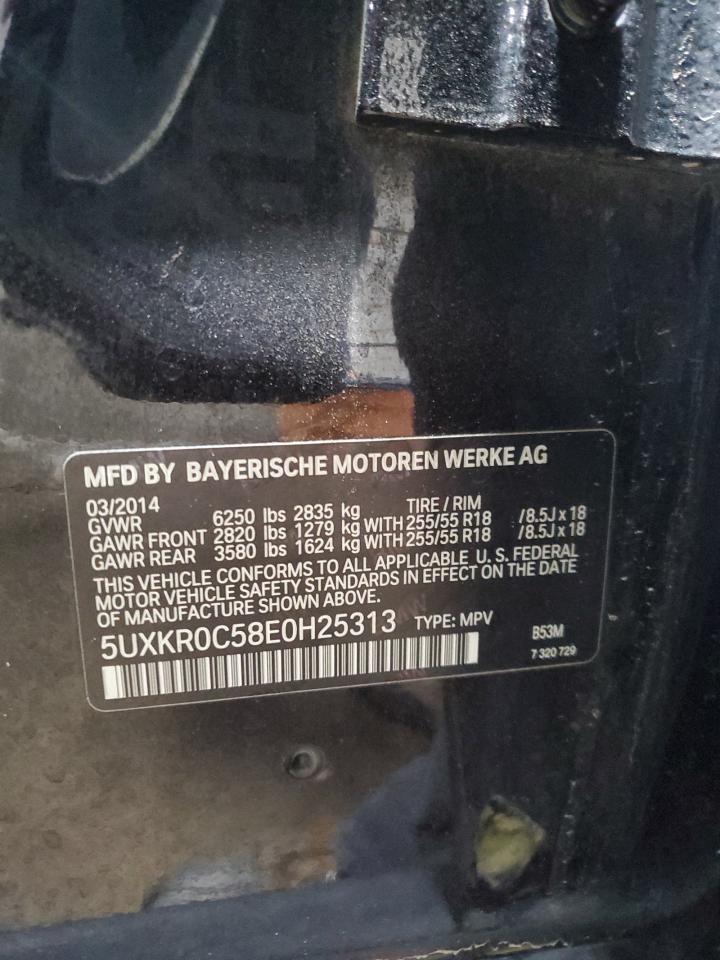 MFD BY BAYERISCHE MOTOREN WERKE AG
03/2014 TIRE / RIM
GVWR 6250 lbs 2835 kg
GAWR FRONT 2820 lbs 1279 kg WITH 255/55 R18 /8.5J x 18
GAWR REAR 3580 lbs 1624 kg WITH 255/55 R18 /8.5J x 18
THIS VEHICLE CONFORMS TO ALL APPLICABLE U. S. FEDERAL
MOTOR VEHICLE SAFETY STANDARDS IN EFFECT ON THE DATE
OF MANUFACTURE SHOWN ABOVE.
5UXKR0C58E0H25313 TYPE: MPV B53M
7 320 729